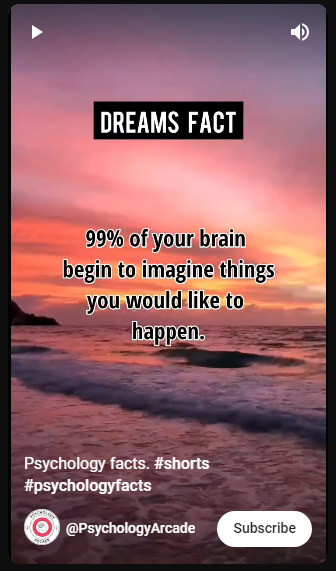 DREAMS FACT
99% of your brain
begin to imagine things
you would like to
happen.
Psychology facts. #shorts
#psychologyfacts
@PsychologyArcade
Subscribe